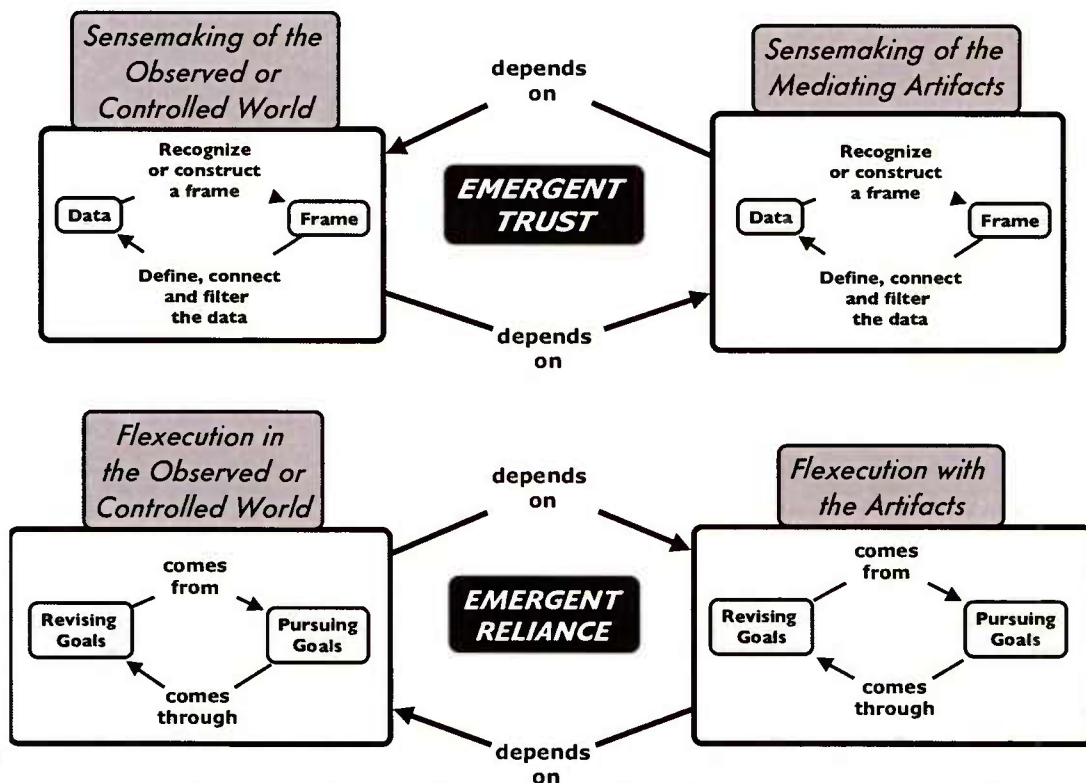 Sensemaking of the
Observed or
Controlled World
depends
on
Sensemaking of the
Mediating Artifacts
Recognize
or construct
a frame
Data
Frame
Define, connect
and filter
the data
EMERGENT
TRUST
Recognize
or construct
a frame
Data
Frame
Define, connect
and filter
the data
depends
on
Flexecution in
the Observed or
Controlled World
depends
on
Flexecution with
the Artifacts
comes
from
Revising
Goals
Pursuing
Goals
comes
through
EMERGENT
RELIANCE
comes
from
Revising
Goals
Pursuing
Goals
comes
through
depends
on